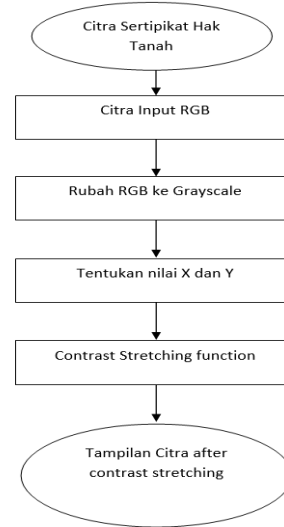 Citra Sertipikat Hak
Tanah
Citra Input RGB
Rubah RGB ke Grayscale
Tentukan nilai X dan Y
Contrast Stretching function
Tampilan Citra after
contrast stretching